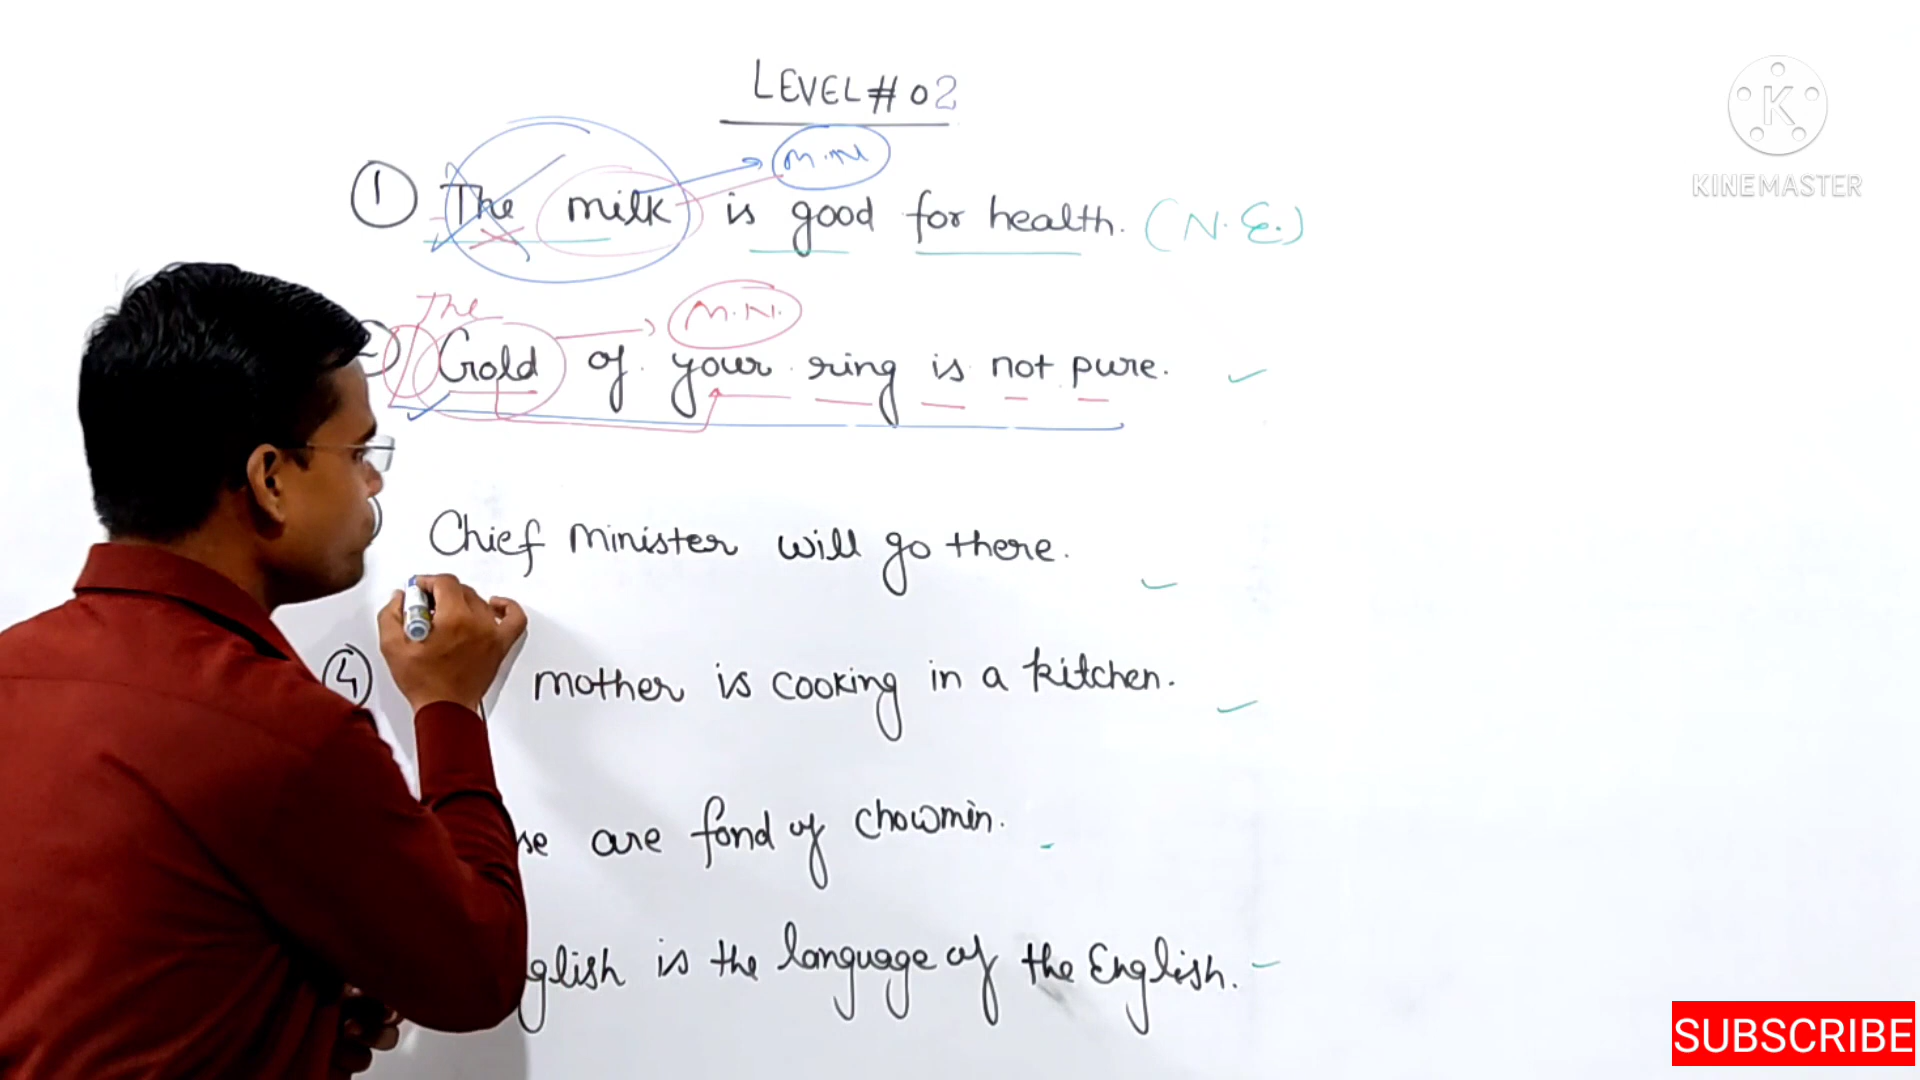 LEVEL # 02
M.N
① The milk is good for health. (N.E.)
The M.N.
Gold of your ring is not pure.
Chief minister will go there.
④ mother is cooking in a kitchen.
are fond of chowmin.
is the language of the English.
K
KINEMASTER
SUBSCRIBE